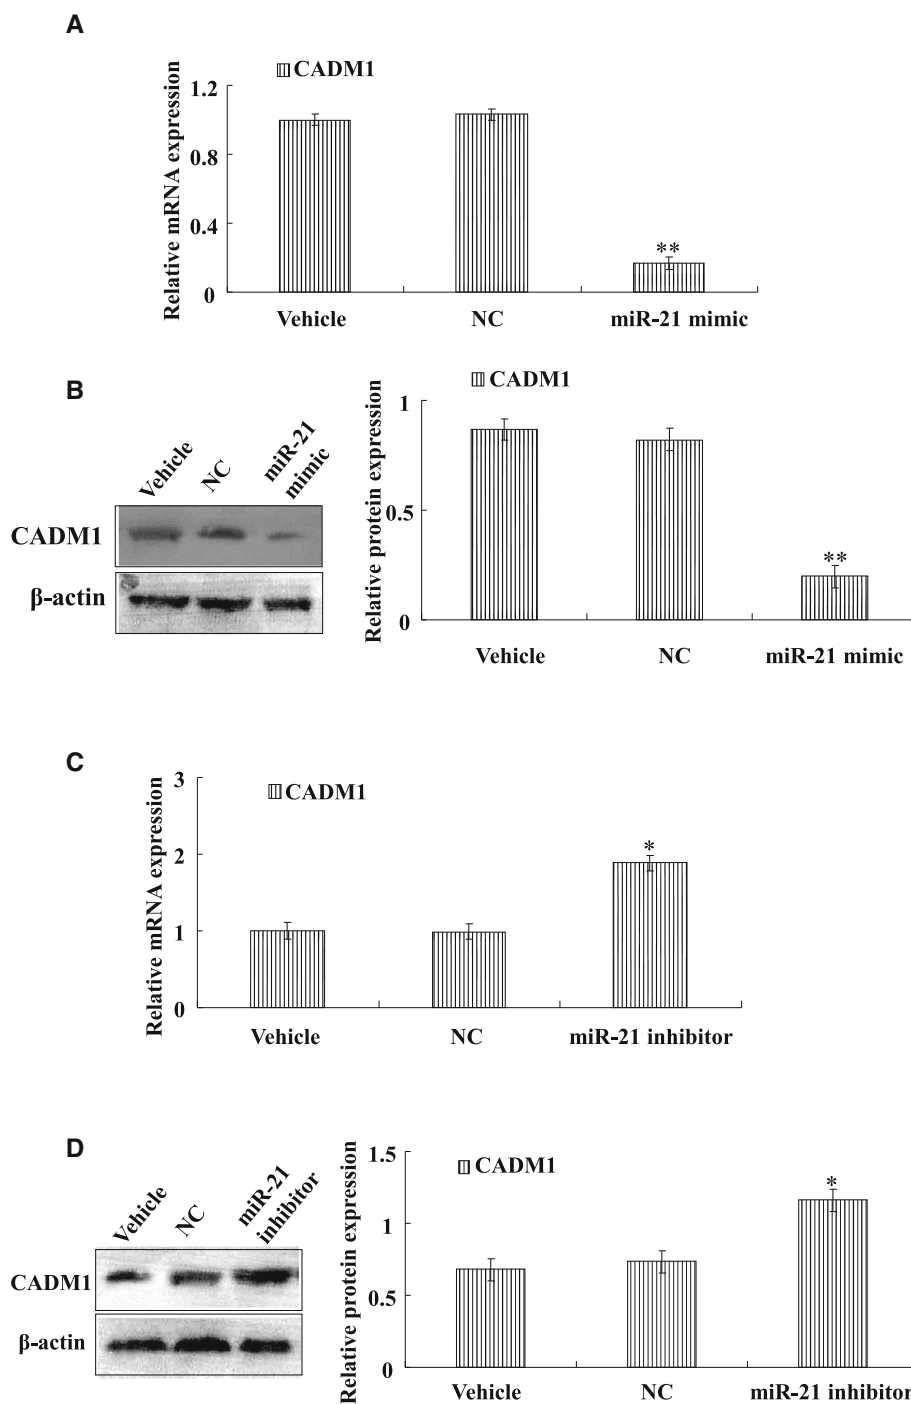 A
CADM1
Relative mRNA expression
1.2
0.8
0.4
0
**
Vehicle
NC
miR-21 mimic
B
Vehicle
NC
miR-21
mimic
CADM1
β-actin
CADM1
Relative protein expression
1
0.5
0
**
Vehicle
NC
miR-21 mimic
C
CADM1
Relative mRNA expression
3
2
1
0
*
Vehicle
NC
miR-21 inhibitor
D
Vehicle
NC
miR-21
inhibitor
CADM1
β-actin
CADM1
Relative protein expression
1.5
1
0.5
0
*
Vehicle
NC
miR-21 inhibitor